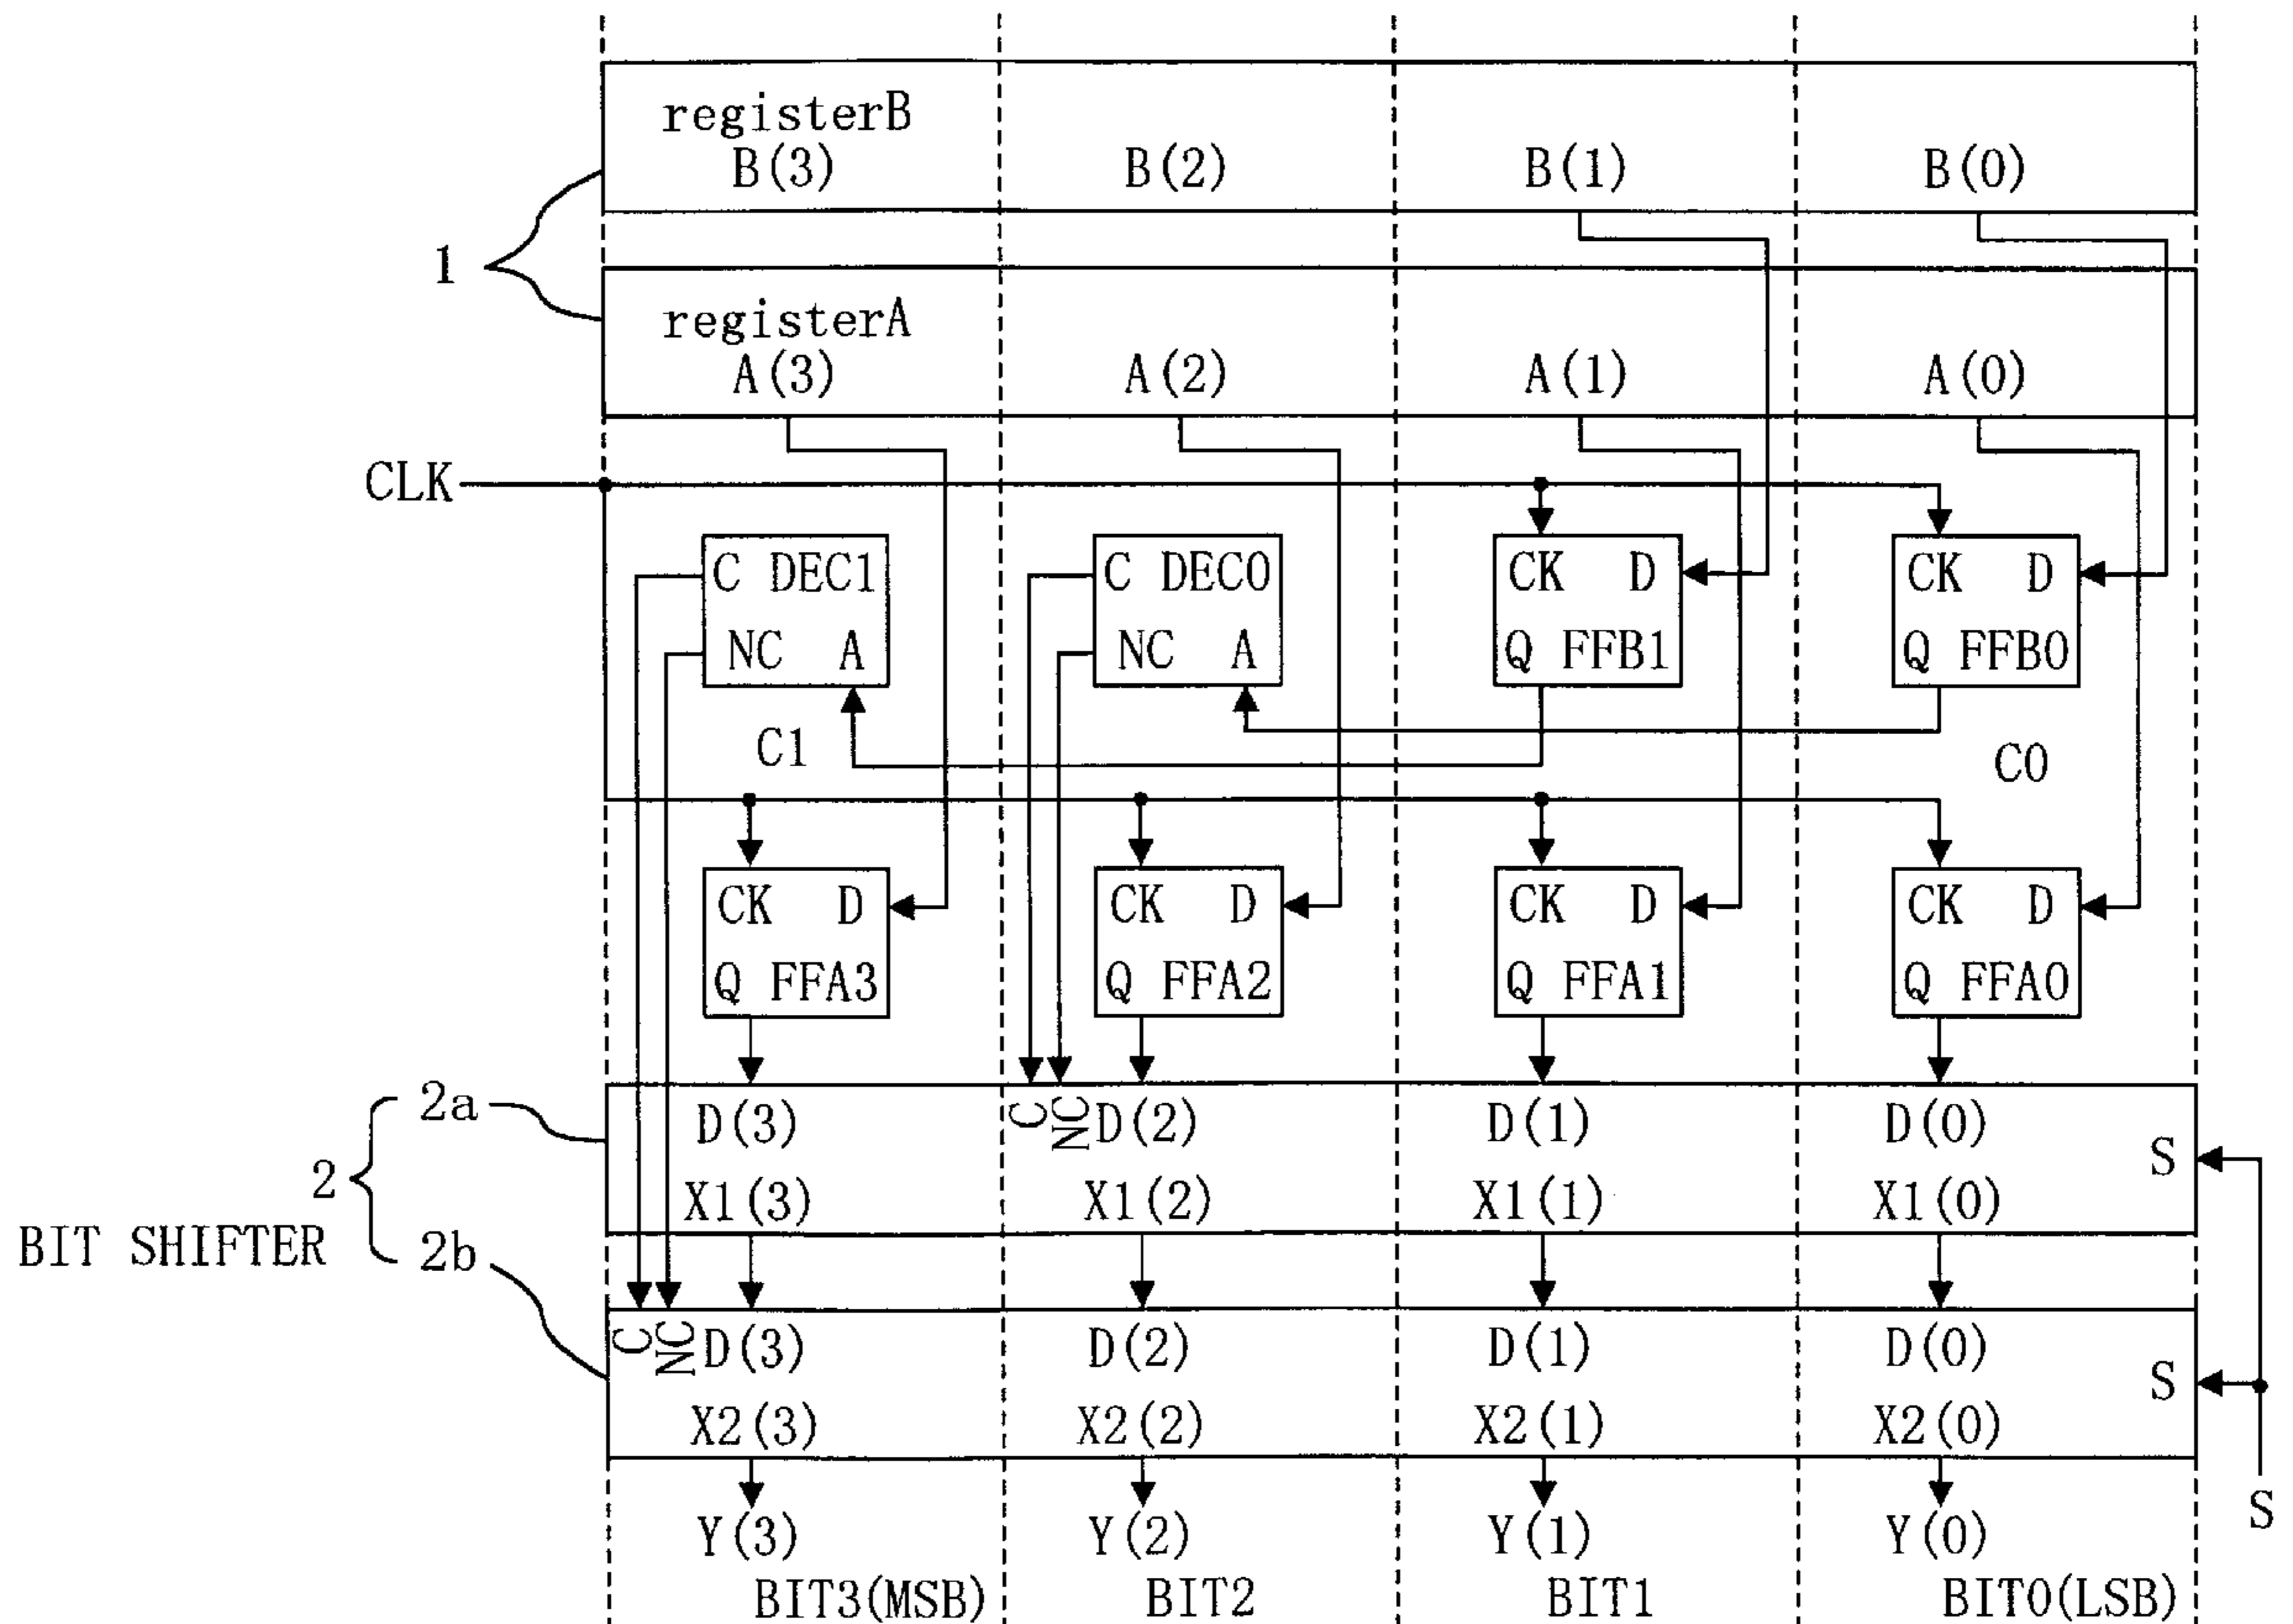 registerB
B(3) B(2) B(1) B(0)
1
registerA
A(3) A(2) A(1) A(0)
CLK
C DEC1 C DEC0 CK D CK D
NC A NC A Q FFB1 Q FFB0
C1 C0
CK D CK D CK D CK D
Q FFA3 Q FFA2 Q FFA1 Q FFA0
2a D(3) C NC D(2) D(1) D(0) S
2 X1(3) X1(2) X1(1) X1(0)
BIT SHIFTER 2b
C NC D(3) D(2) D(1) D(0) S
X2(3) X2(2) X2(1) X2(0)
Y(3) Y(2) Y(1) Y(0) S
BIT3(MSB) BIT2 BIT1 BIT0(LSB)